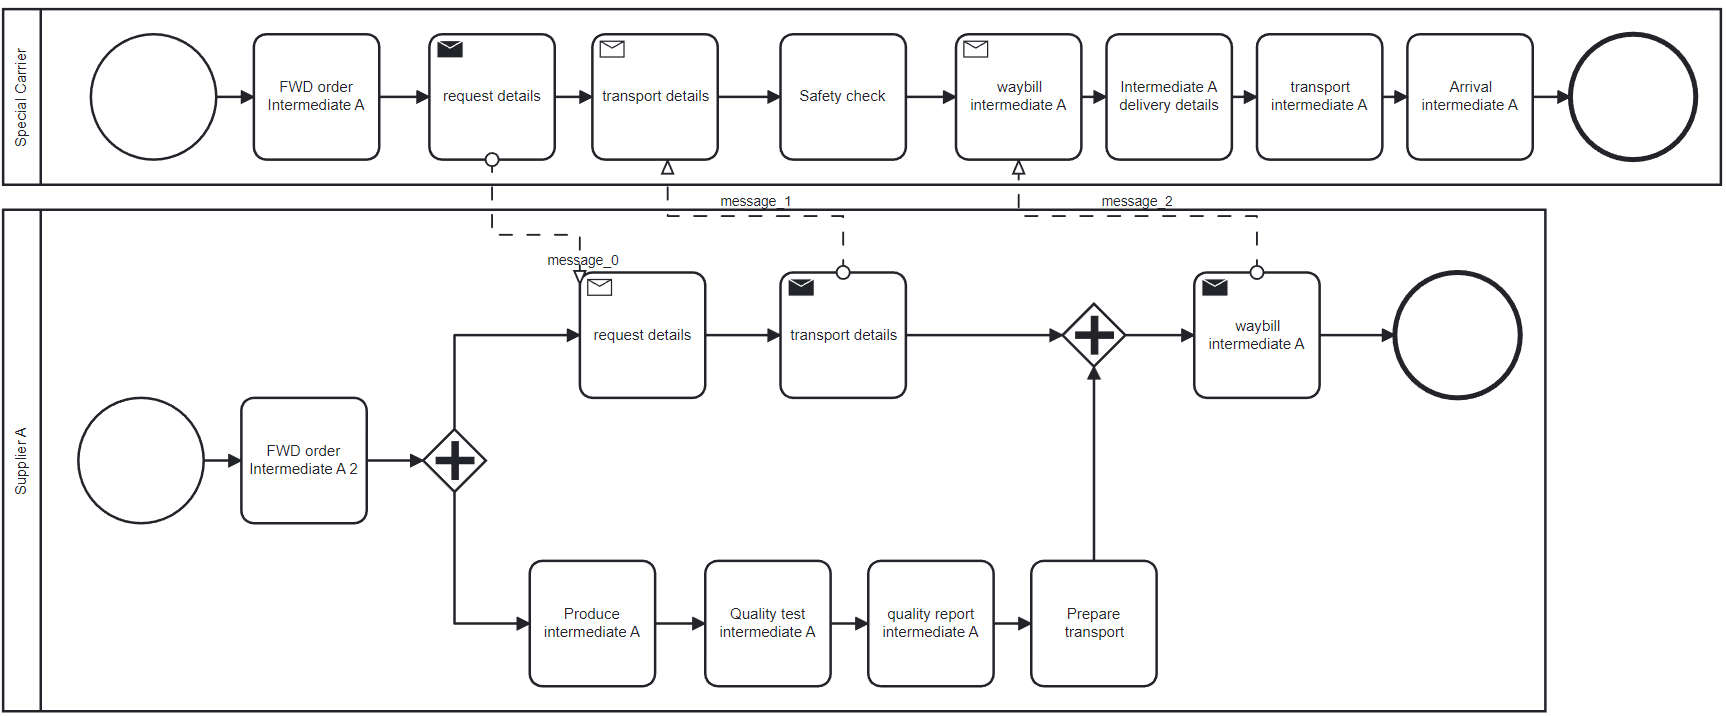 Special Carrier
FWD order
Intermediate A
request details
transport details
Safety check
waybill
intermediate A
Intermediate A
delivery details
transport
intermediate A
Arrival
intermediate A
message_1
message_2
message_0
Supplier A
request details
transport details
waybill
intermediate A
FWD order
Intermediate A 2
Produce
intermediate A
Quality test
intermediate A
quality report
intermediate A
Prepare
transport